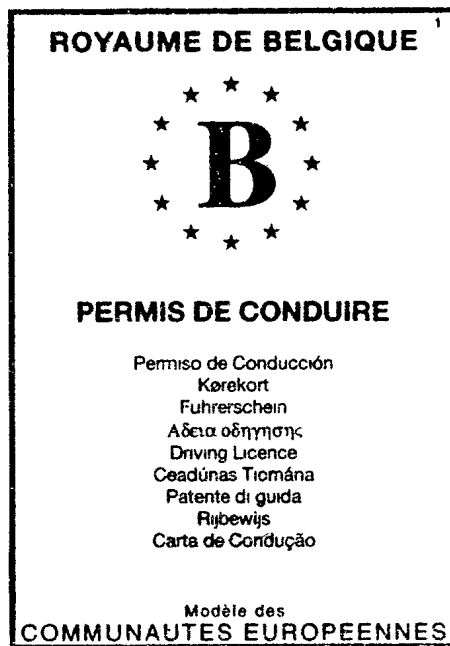 1
ROYAUME DE BELGIQUE
B
PERMIS DE CONDUIRE
Permiso de Conducción
Kørekort
Fuhrerschein
Αδεια οδηγησης
Driving Licence
Ceadúnas Tiomána
Patente di guida
Rijbewijs
Carta de Condução
Modèle des
COMMUNAUTES EUROPEENNES